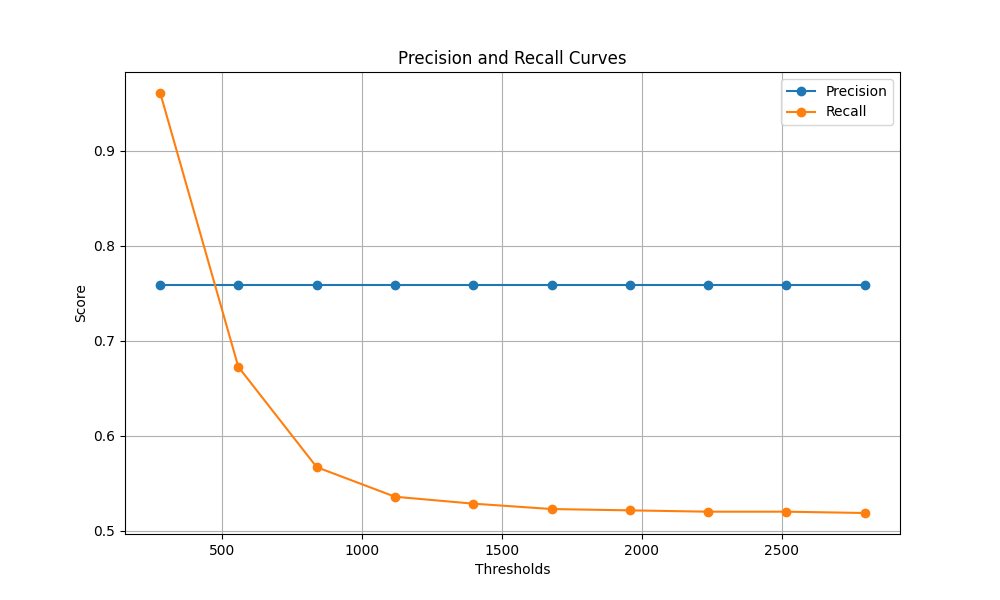 Precision and Recall Curves
Precision
Recall
0.9
0.8
0.7
0.6
0.5
Score
500 1000 1500 2000 2500
Thresholds